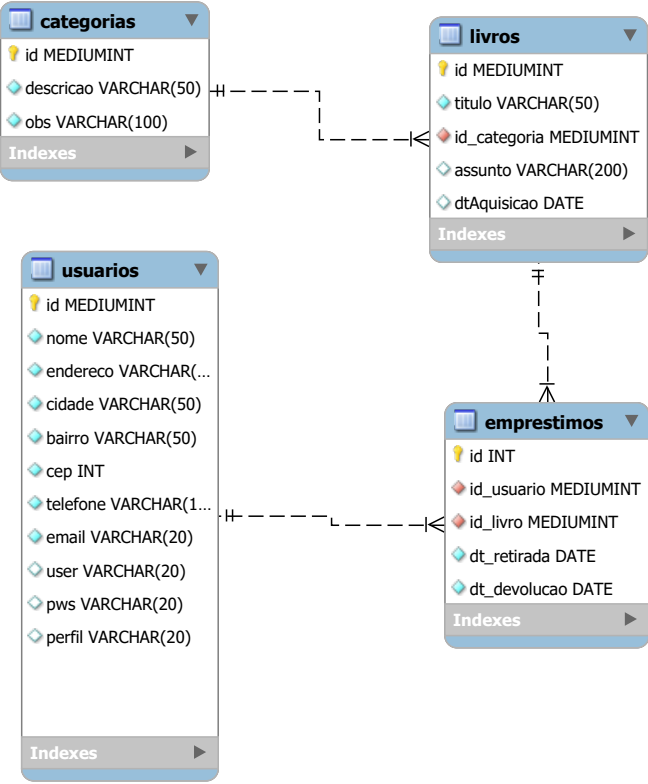 categorias
id MEDIUMINT
descricao VARCHAR(50)
obs VARCHAR(100)
Indexes
livros
id MEDIUMINT
titulo VARCHAR(50)
id_categoria MEDIUMINT
assunto VARCHAR(200)
dtAquisicao DATE
Indexes
usuarios
id MEDIUMINT
nome VARCHAR(50)
endereco VARCHAR(...
cidade VARCHAR(50)
bairro VARCHAR(50)
cep INT
telefone VARCHAR(1...
email VARCHAR(20)
user VARCHAR(20)
pws VARCHAR(20)
perfil VARCHAR(20)
Indexes
emprestimos
id INT
id_usuario MEDIUMINT
id_livro MEDIUMINT
dt_retirada DATE
dt_devolucao DATE
Indexes